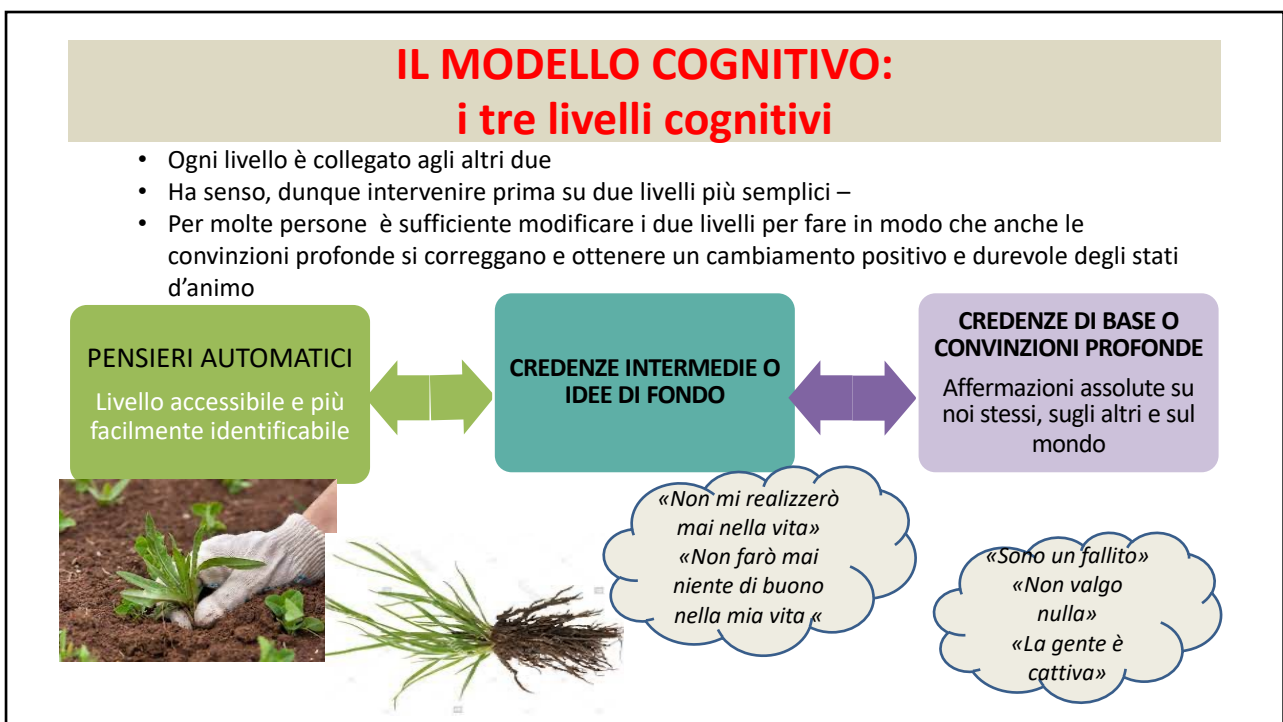 IL MODELLO COGNITIVO:
i tre livelli cognitivi
• Ogni livello è collegato agli altri due
• Ha senso, dunque intervenire prima su due livelli più semplici –
• Per molte persone è sufficiente modificare i due livelli per fare in modo che anche le
convinzioni profonde si correggano e ottenere un cambiamento positivo e durevole degli stati
d’animo
PENSIERI AUTOMATICI
Livello accessibile e più
facilmente identificabile
CREDENZE INTERMEDIE O
IDEE DI FONDO
CREDENZE DI BASE O
CONVINZIONI PROFONDE
Affermazioni assolute su
noi stessi, sugli altri e sul
mondo
«Non mi realizzerò
mai nella vita»
«Non farò mai
niente di buono
nella mia vita «
«Sono un fallito»
«Non valgo
nulla»
«La gente è
cattiva»